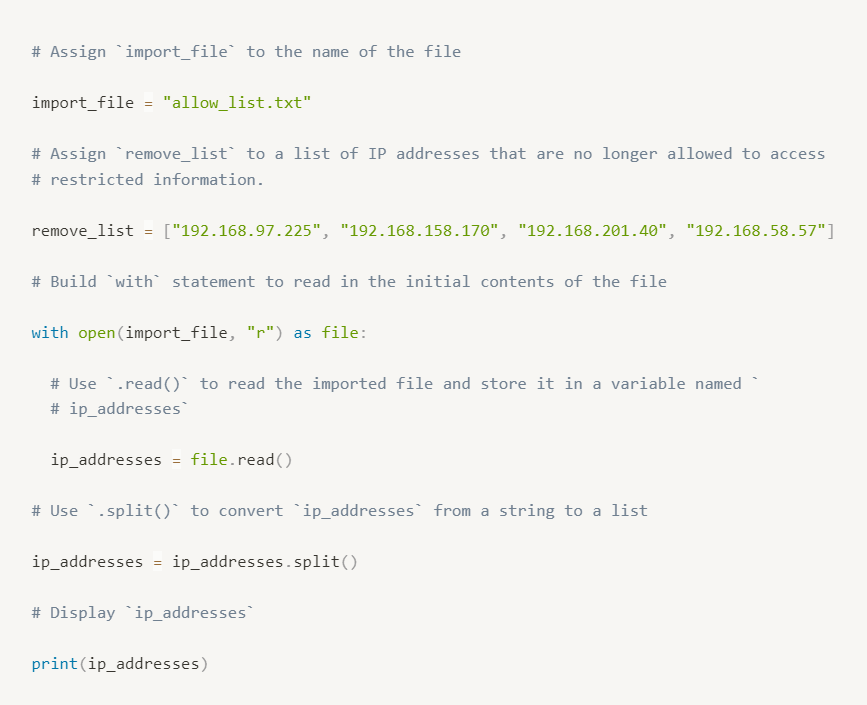 # Assign `import_file` to the name of the file
import_file = "allow_list.txt"
# Assign `remove_list` to a list of IP addresses that are no longer allowed to access
# restricted information.
remove_list = ["192.168.97.225", "192.168.158.170", "192.168.201.40", "192.168.58.57"]
# Build `with` statement to read in the initial contents of the file
with open(import_file, "r") as file:
  # Use `.read()` to read the imported file and store it in a variable named `
  # ip_addresses`
  ip_addresses = file.read()
# Use `.split()` to convert `ip_addresses` from a string to a list
ip_addresses = ip_addresses.split()
# Display `ip_addresses`
print(ip_addresses)